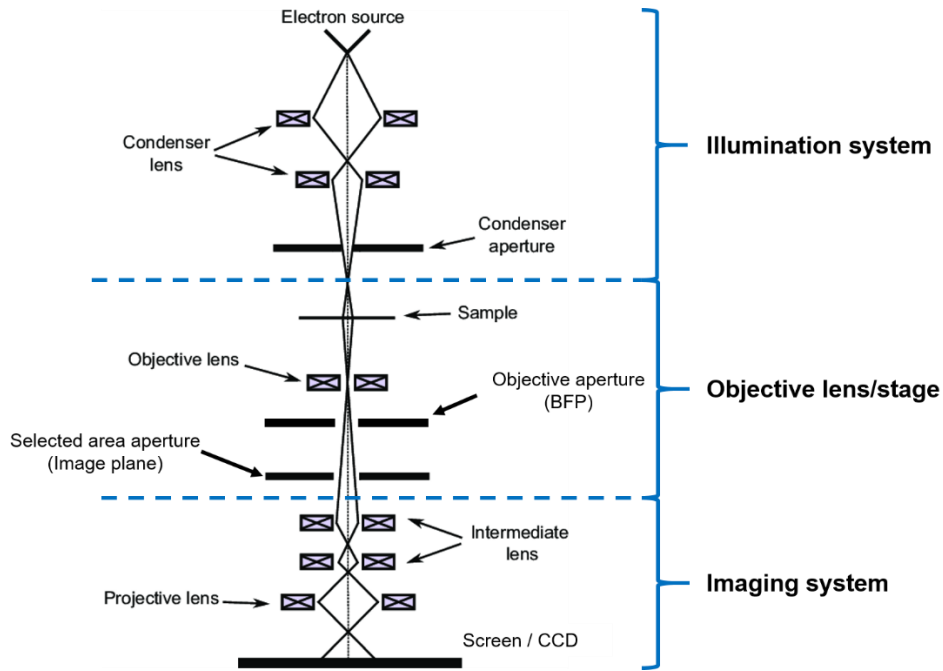 Electron source
Condenser
lens
Illumination system
Condenser
aperture
Sample
Objective lens
Objective aperture
(BFP)
Objective lens/stage
Selected area aperture
(Image plane)
Intermediate
lens
Imaging system
Projective lens
Screen / CCD